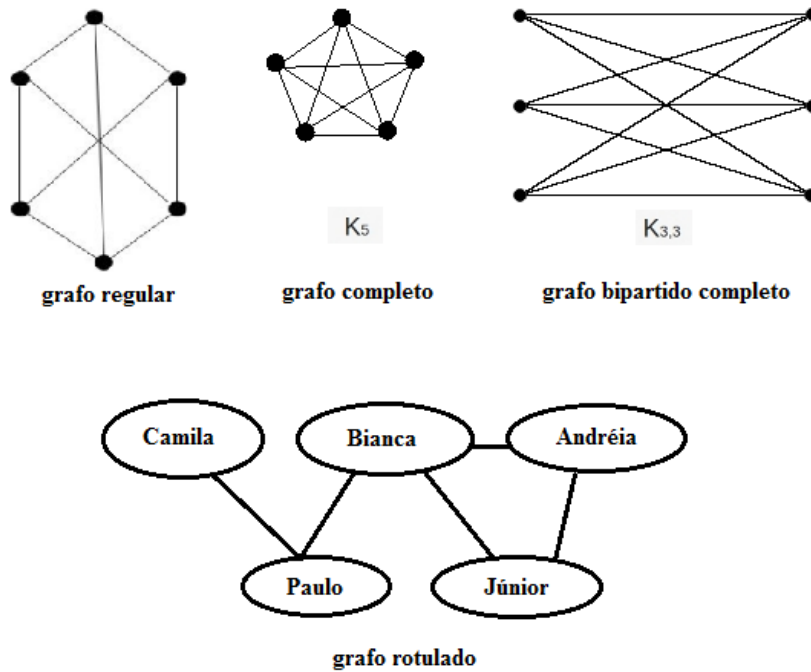 K5
K3,3
grafo regular
grafo completo
grafo bipartido completo
Camila
Bianca
Andréia
Paulo
Júnior
grafo rotulado